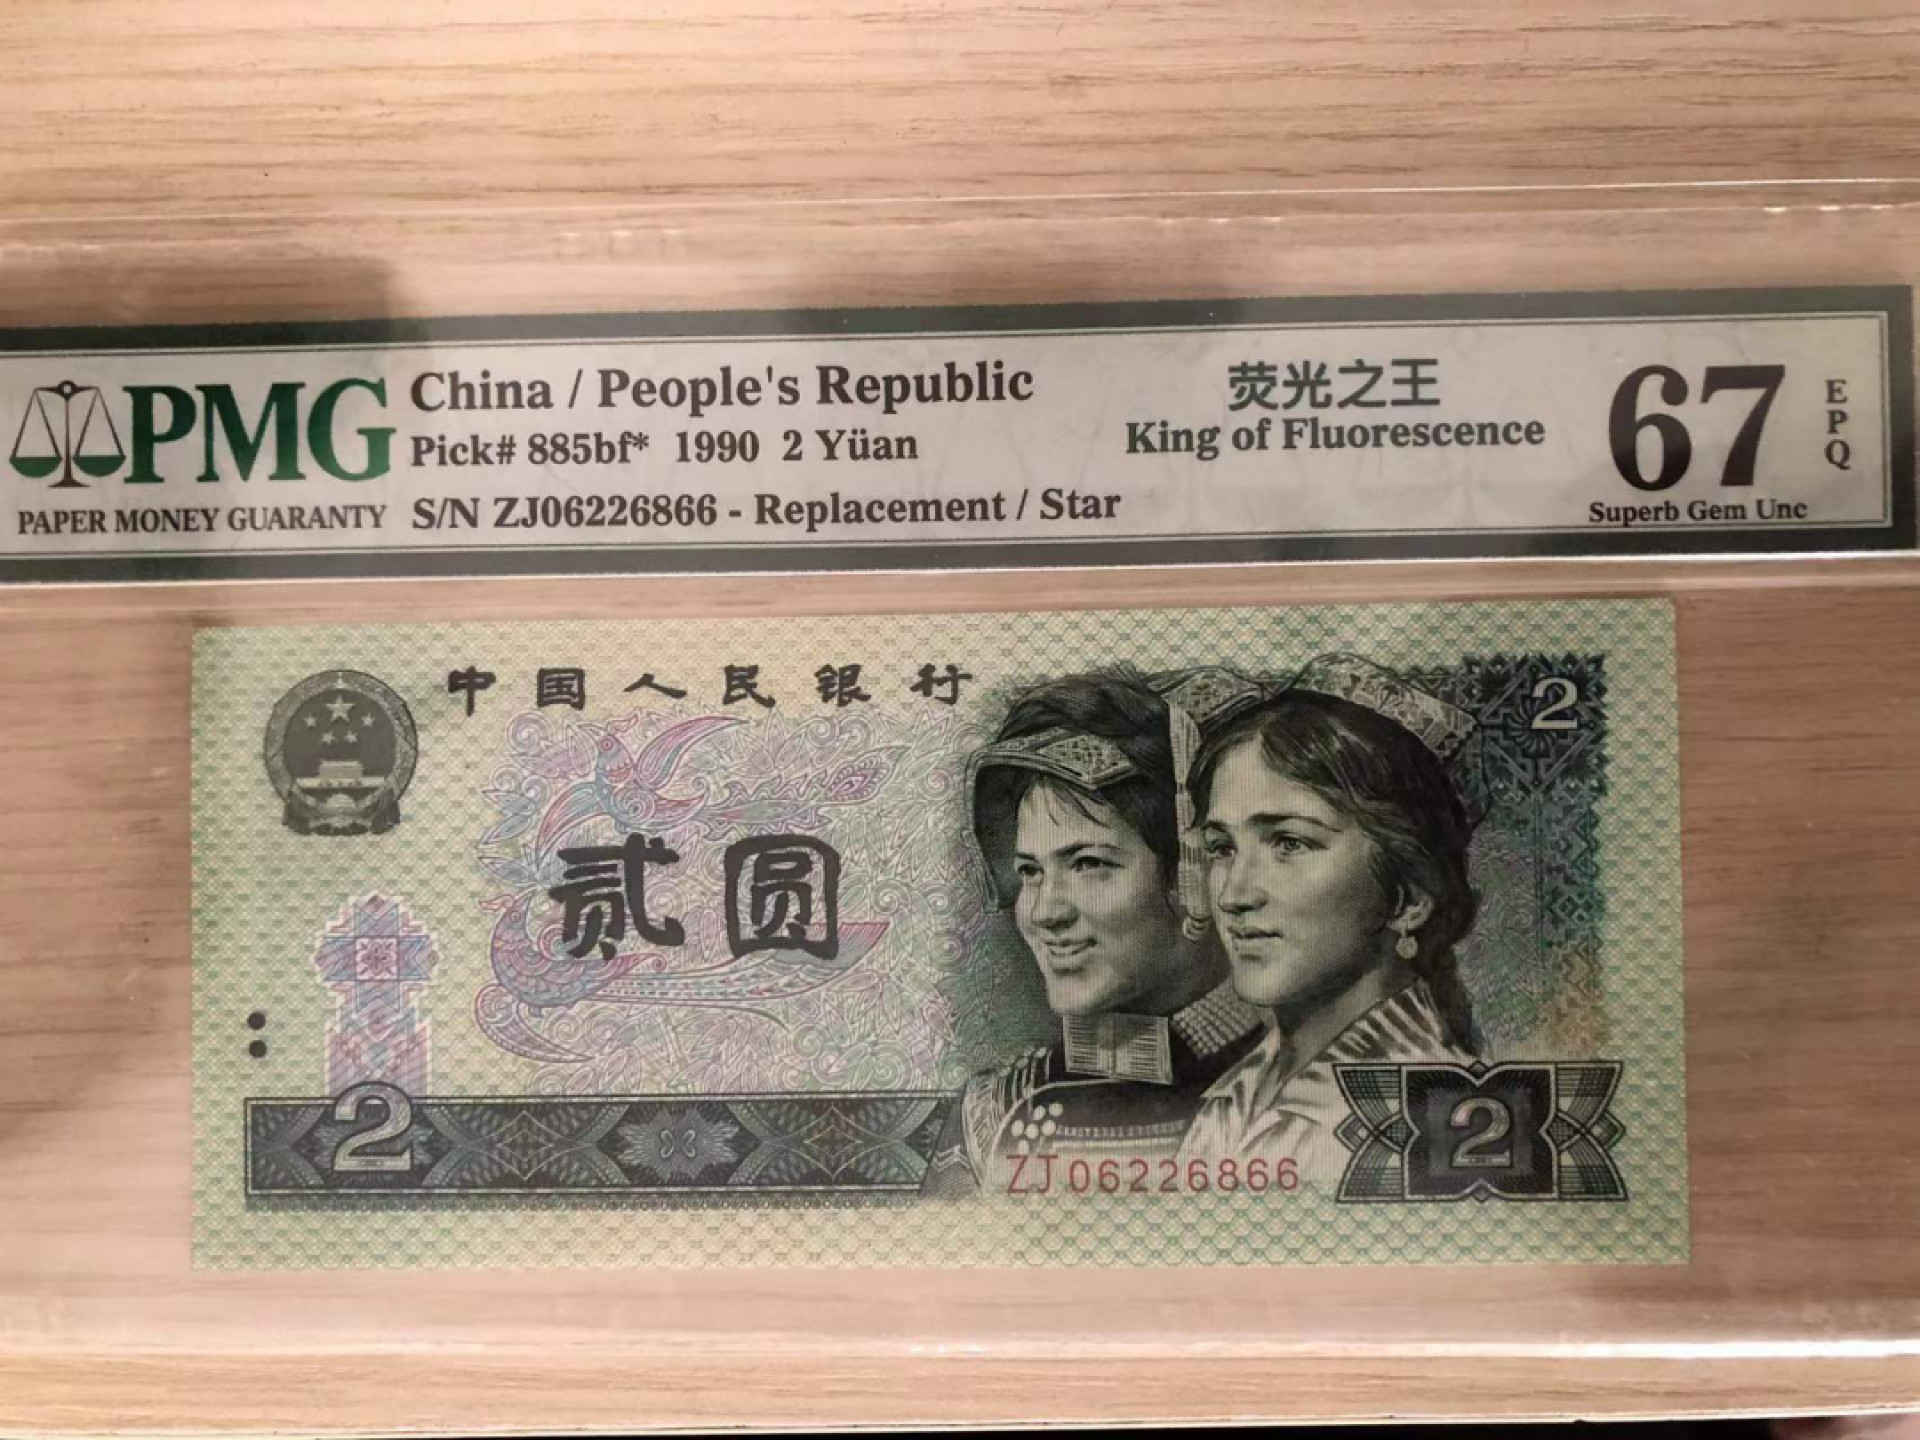 PMG
PAPER MONEY GUARANTY
China / People's Republic
Pick# 885bf* 1990 2 Yüan
S/N ZJ06226866 - Replacement / Star
荧光之王
King of Fluorescence
67
EPQ
Superb Gem Unc
中国人民银行
2
贰圆
2
2
ZJ06226866